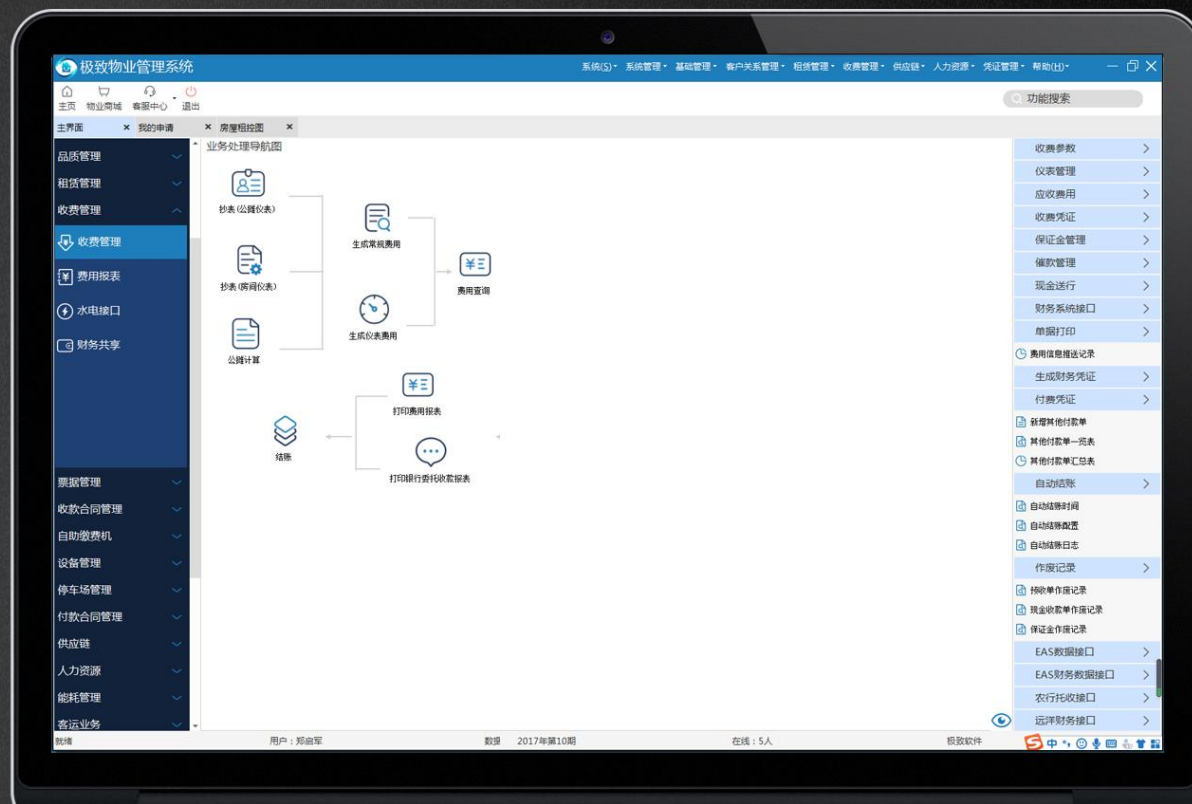 极致物业管理系统
系统(S) 系统管理 基础管理 客户关系管理 租赁管理 收费管理 供应链 人力资源 凭证管理 帮助(H)
主页 物业商城 客服中心 退出
功能搜索
主界面 我的申请 房屋租控图
品质管理
租赁管理
收费管理
收费管理
费用报表
水电接口
财务共享
票据管理
收款合同管理
自助缴费机
设备管理
停车场管理
付款合同管理
供应链
人力资源
能耗管理
客运业务
业务处理导航图
抄表(公摊仪表)
生成常规费用
抄表(房间仪表)
费用查询
生成仪表费用
公摊计算
打印费用报表
结账
打印银行委托收款报表
收费参数
仪表管理
应收费用
收费凭证
保证金管理
催款管理
现金送行
财务系统接口
单据打印
费用信息推送记录
生成财务凭证
付费凭证
新增其他付款单
其他付款单一览表
其他付款单汇总表
自动结账
自动结账时间
自动结账配置
自动结账日志
作废记录
预收单作废记录
现金收款单作废记录
保证金作废记录
EAS数据接口
EAS财务数据接口
农行托收接口
远洋财务接口
就绪 用户：郑启军 数据 2017年第10期 在线：5人 极致软件 中